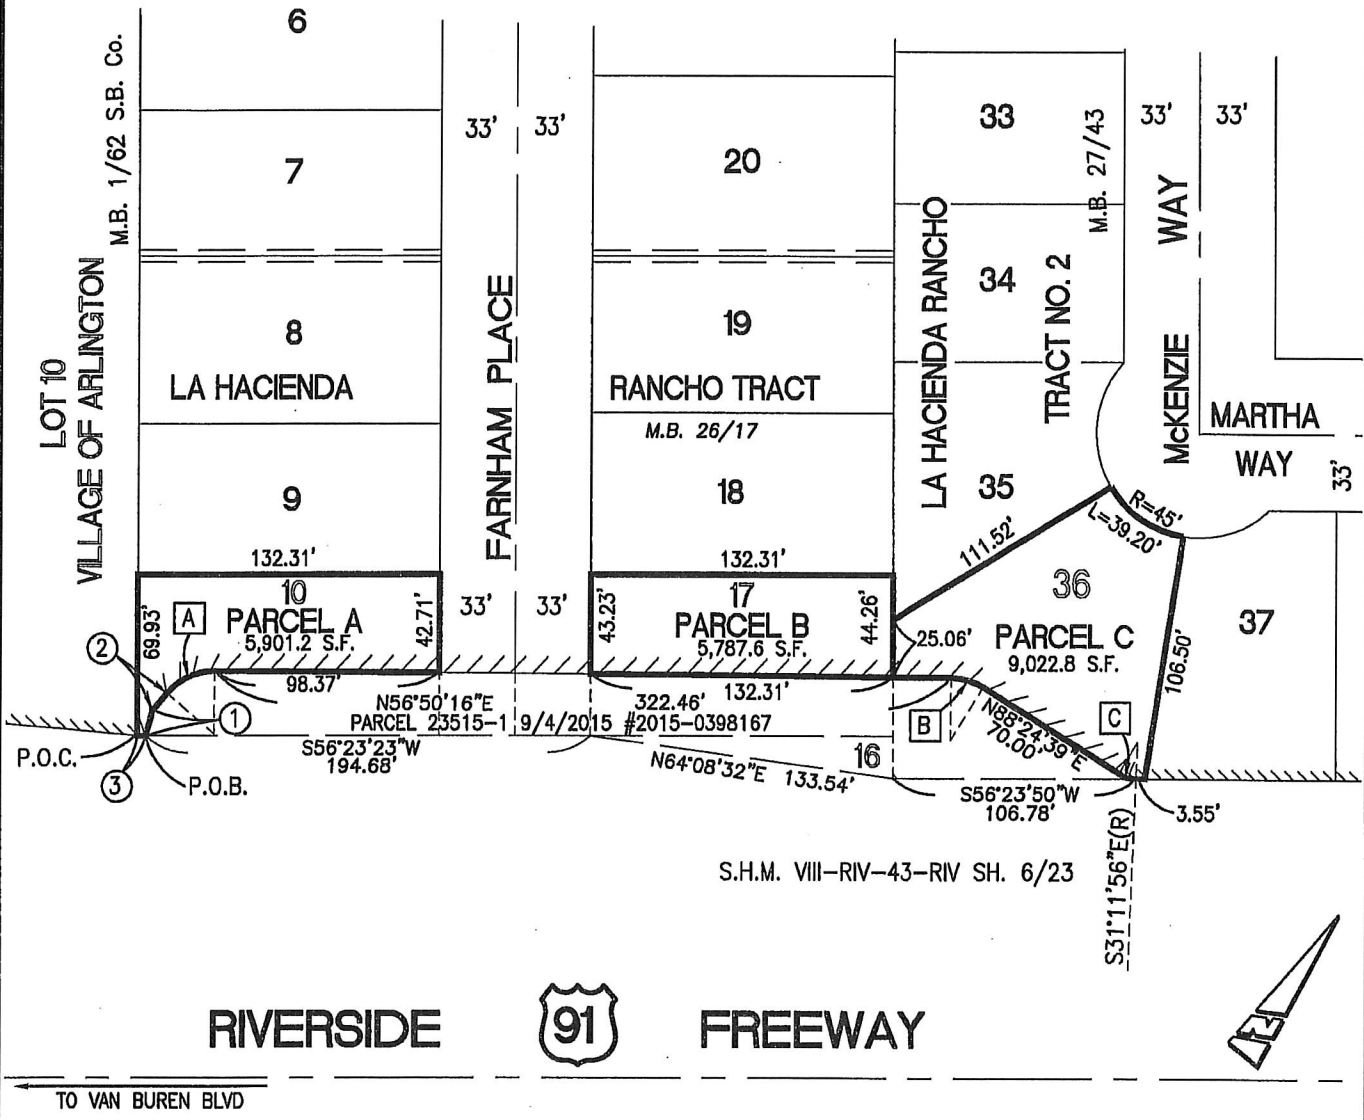 6
7
8
9
LA HACIENDA
M.B. 1/62 S.B. Co.
LOT 10
VILLAGE OF ARLINGTON
33'
33'
FARNHAM PLACE
33'
33'
20
19
RANCHO TRACT
M.B. 26/17
18
33
34
35
LA HACIENDA RANCHO
TRACT NO. 2
M.B. 27/43
33'
33'
McKENZIE WAY
MARTHA
WAY
33'
132.31'
10
PARCEL A
5,901.2 S.F.
69.93'
42.71'
A
2
1
3
98.37'
132.31'
17
PARCEL B
5,787.6 S.F.
43.23'
44.26'
25.06'
322.46'
132.31'
111.52'
R=45'
L=39.20'
36
PARCEL C
9,022.8 S.F.
106.50'
37
N56°50'16"E
PARCEL 23515-1 9/4/2015 #2015-0398167
S56°23'23"W
194.68'
P.O.C.
P.O.B.
16
N64°08'32"E 133.54'
B
N88°24'39"E
70.00'
C
S56°23'50"W
106.78'
3.55'
S31°11'56"E(R)
S.H.M. VIII-RIV-43-RIV SH. 6/23
RIVERSIDE 91 FREEWAY
N
TO VAN BUREN BLVD